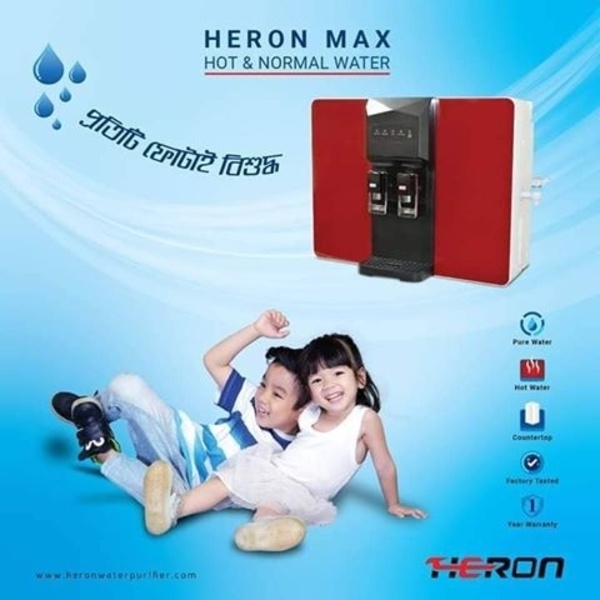 HERON MAX
HOT & NORMAL WATER
প্রতিটি ফোটাই বিশুদ্ধ
Pure Water
Hot Water
Countertop
Factory Tested
1
Year Warranty
www.heronwaterpurifier.com
HERON